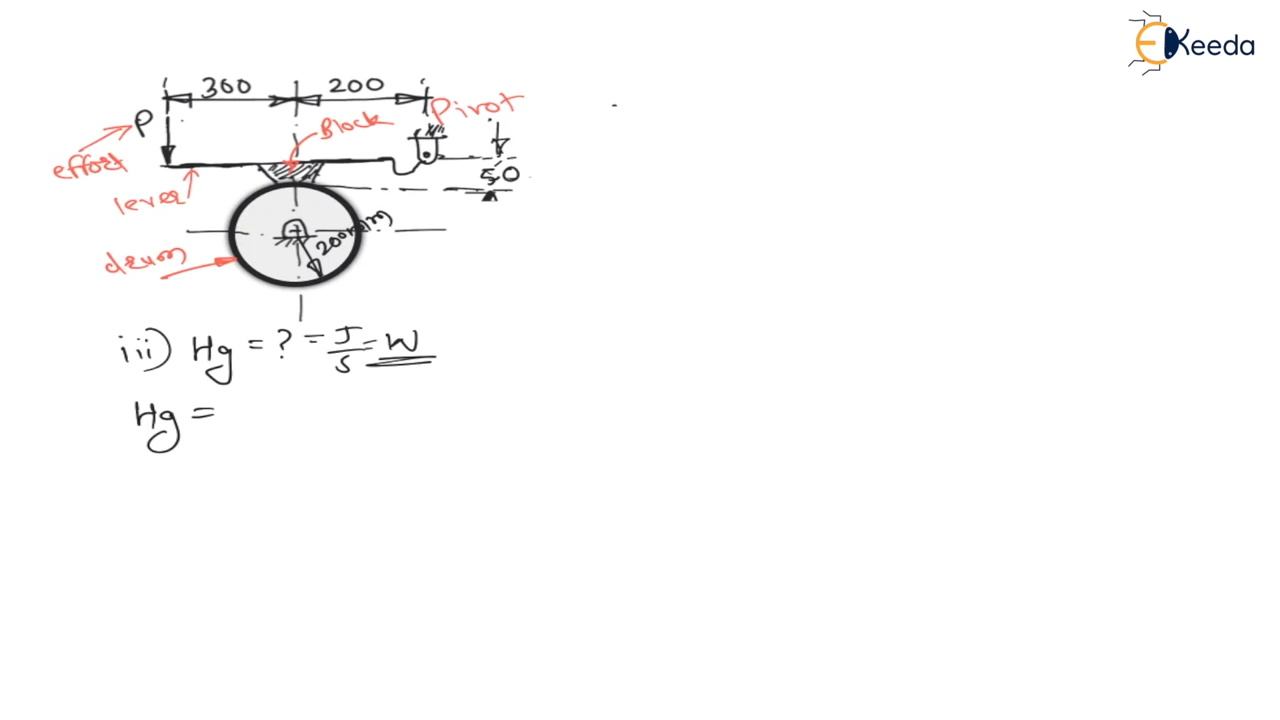 Keeda
300 200
Pivot
P
Block
effort
50
lever
200mm
drum
iii) Hg = ? = J/S = W
Hg =